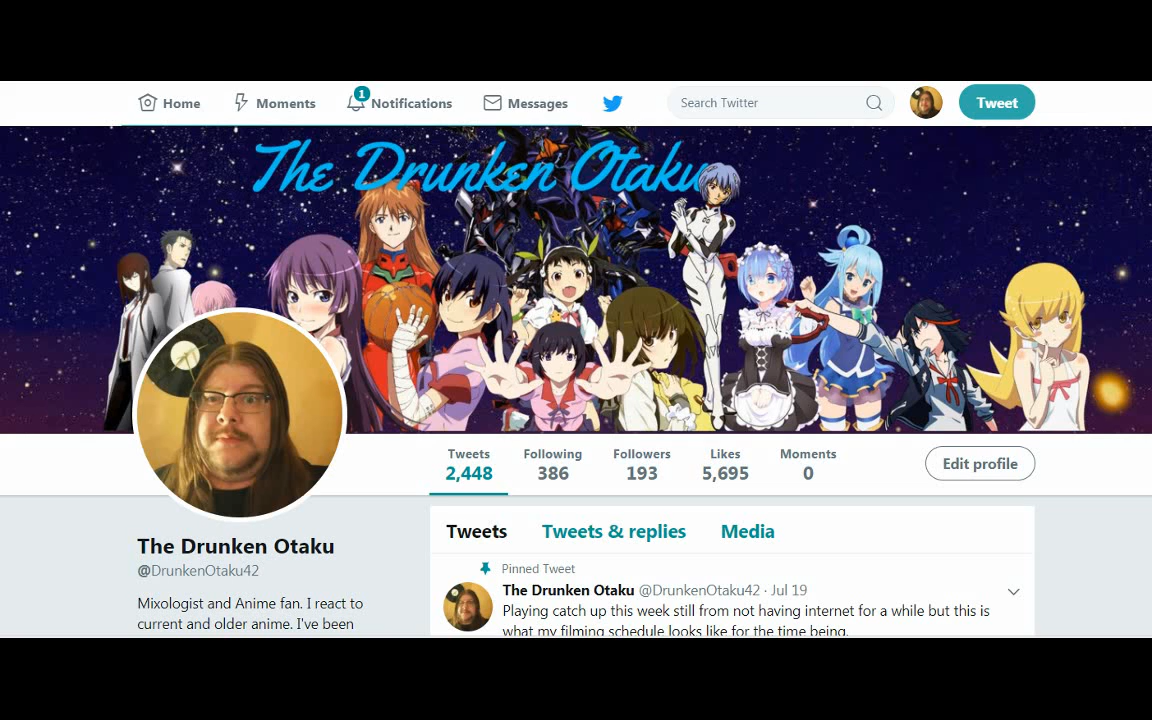 Home
Moments
1
Notifications
Messages
Search Twitter
Tweet
The Drunken Otaku
Tweets
2,448
Following
386
Followers
193
Likes
5,695
Moments
0
Edit profile
The Drunken Otaku
@DrunkenOtaku42
Mixologist and Anime fan. I react to
current and older anime. I've been
Tweets
Tweets & replies
Media
Pinned Tweet
The Drunken Otaku @DrunkenOtaku42 · Jul 19
Playing catch up this week still from not having internet for a while but this is
what my filming schedule looks like for the time being.